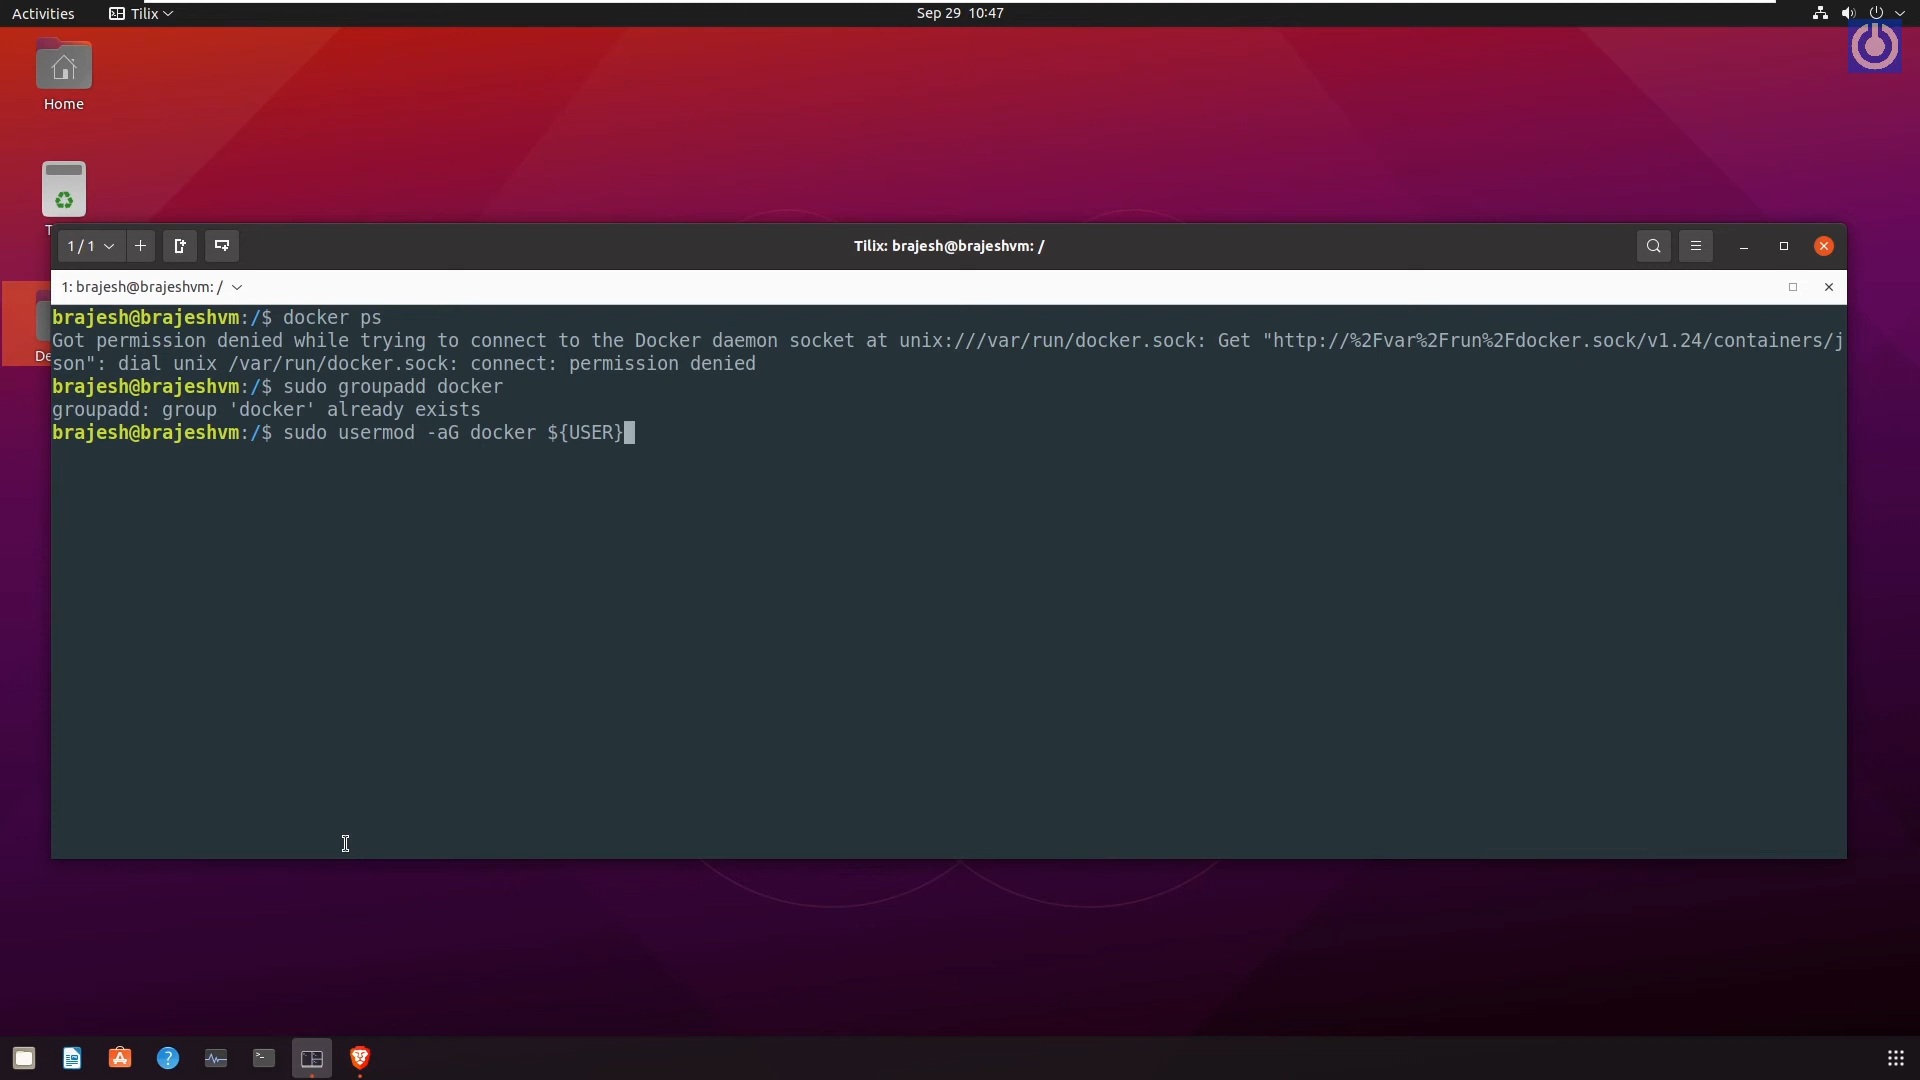 Activities
Tilix
Sep 29 10:47
Home
1 / 1
Tilix: brajesh@brajeshvm: /
1: brajesh@brajeshvm: /
brajesh@brajeshvm:/$ docker ps
Got permission denied while trying to connect to the Docker daemon socket at unix:///var/run/docker.sock: Get "http://%2Fvar%2Frun%2Fdocker.sock/v1.24/containers/j
son": dial unix /var/run/docker.sock: connect: permission denied
brajesh@brajeshvm:/$ sudo groupadd docker
groupadd: group 'docker' already exists
brajesh@brajeshvm:/$ sudo usermod -aG docker ${USER}